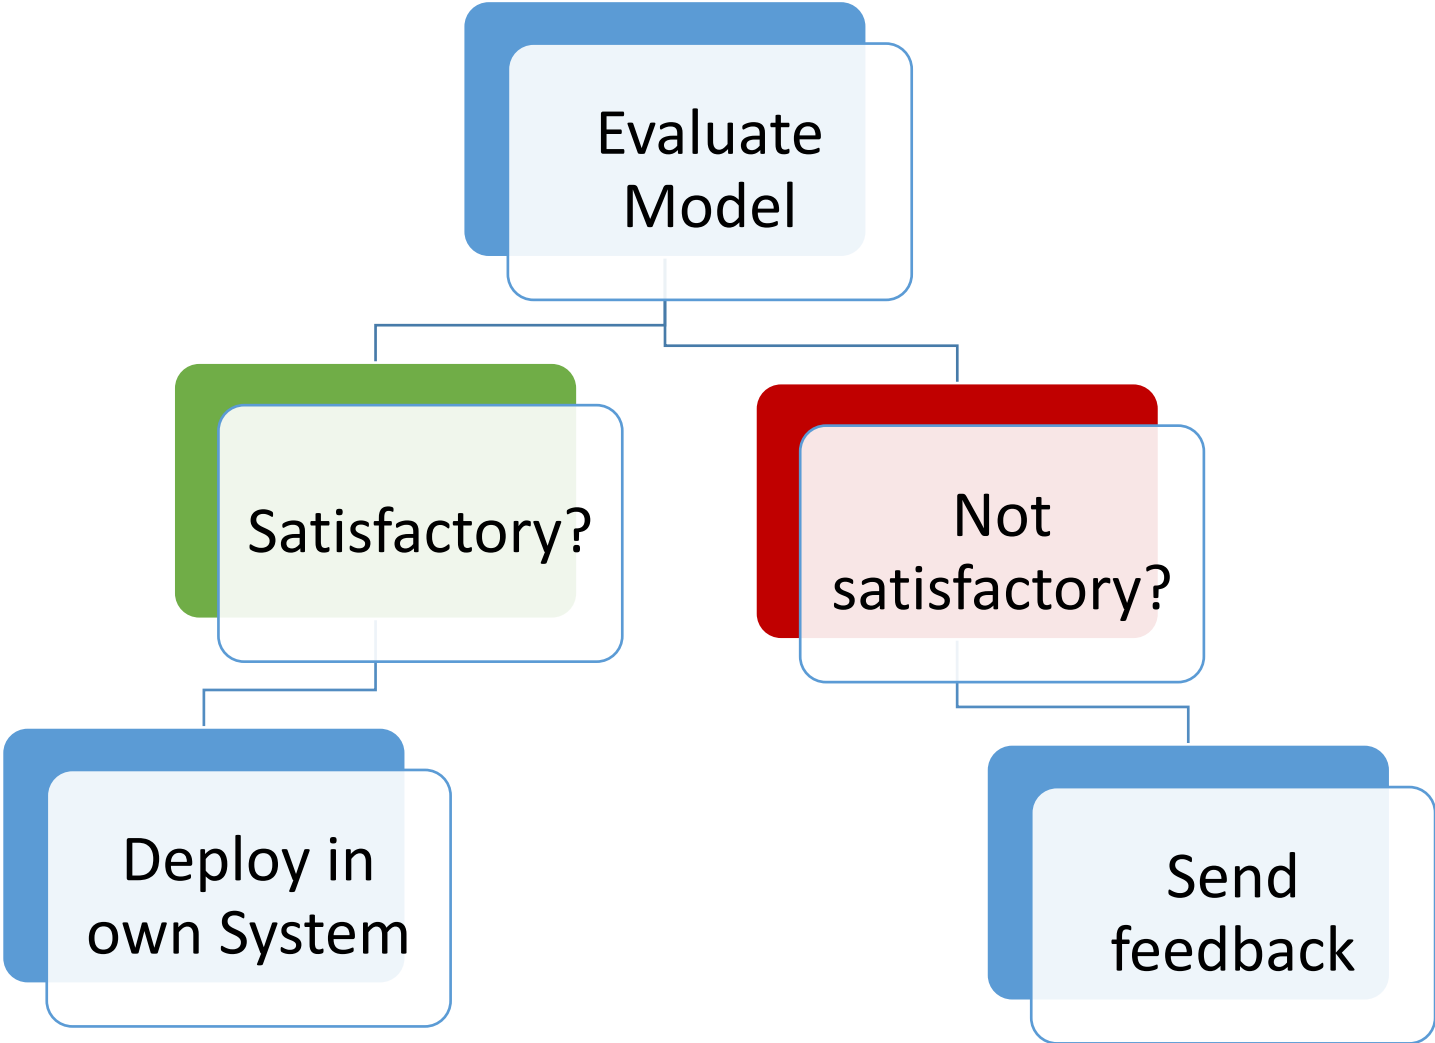 Evaluate
Model
Satisfactory?
Not
satisfactory?
Deploy in
own System
Send
feedback